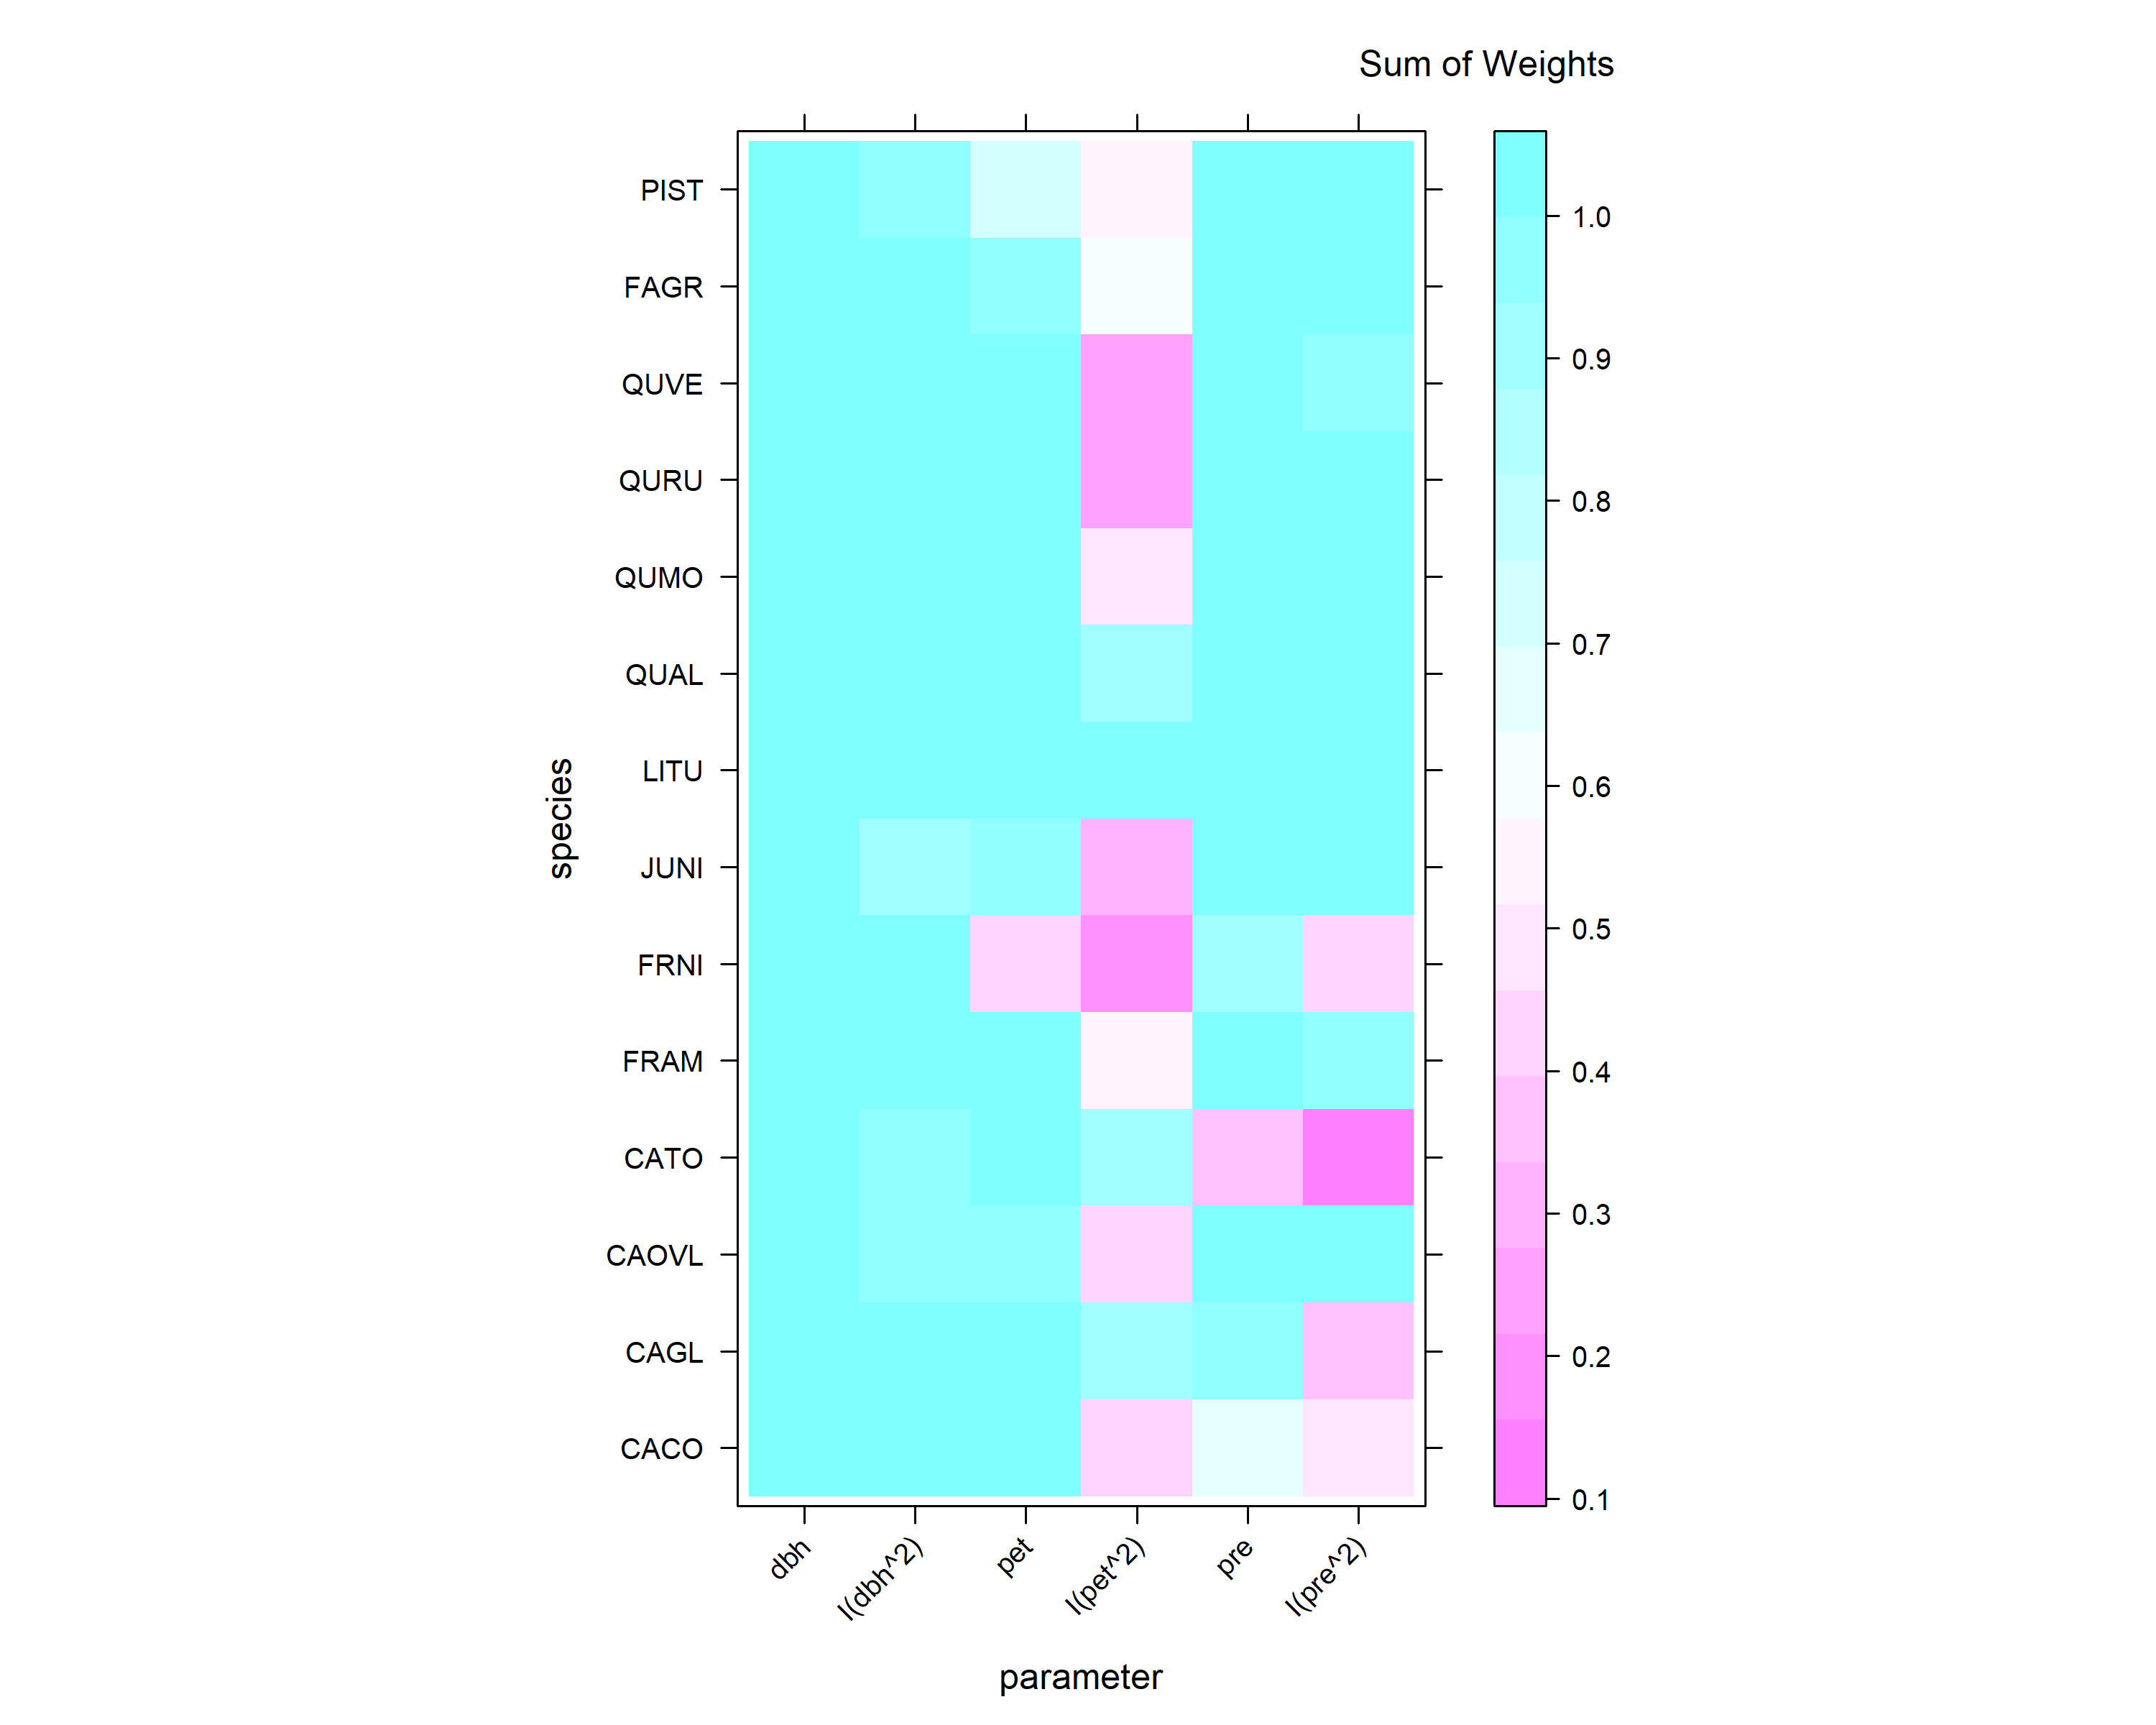 Sum of Weights
PIST
FAGR
QUVE
QURU
QUMO
QUAL
LITU
JUNI
FRNI
FRAM
CATO
CAOVL
CAGL
CACO
species
dbh
I(dbh^2)
pet
I(pet^2)
pre
I(pre^2)
parameter
1.0
0.9
0.8
0.7
0.6
0.5
0.4
0.3
0.2
0.1